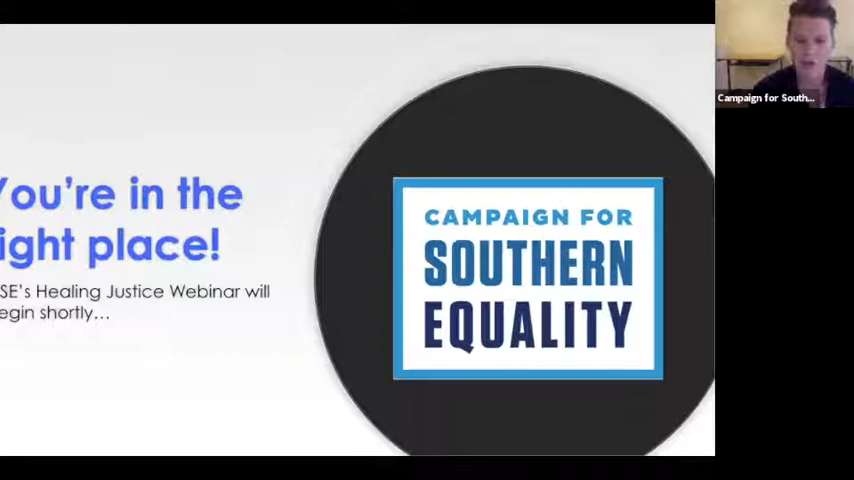 You're in the
ight place!
SE's Healing Justice Webinar will
egin shortly...
CAMPAIGN FOR
SOUTHERN
EQUALITY
Campaign for South...